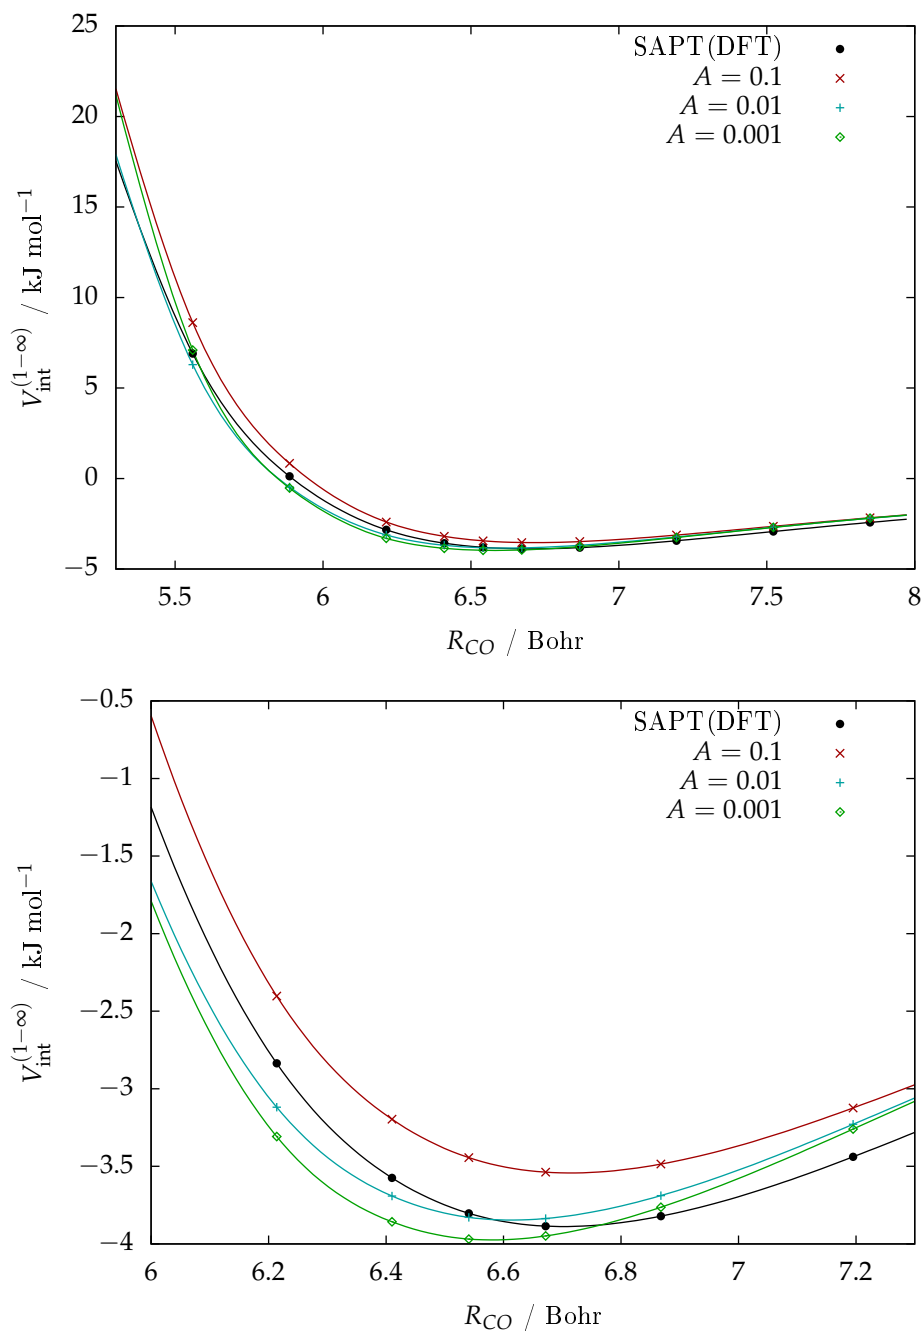 25
20
15
10
5
0
−5
V_int^(1−∞) / kJ mol^−1
SAPT(DFT)
A = 0.1
A = 0.01
A = 0.001
5.5 6 6.5 7 7.5 8
R_CO / Bohr
−0.5
−1
−1.5
−2
−2.5
−3
−3.5
−4
V_int^(1−∞) / kJ mol^−1
SAPT(DFT)
A = 0.1
A = 0.01
A = 0.001
6 6.2 6.4 6.6 6.8 7 7.2
R_CO / Bohr